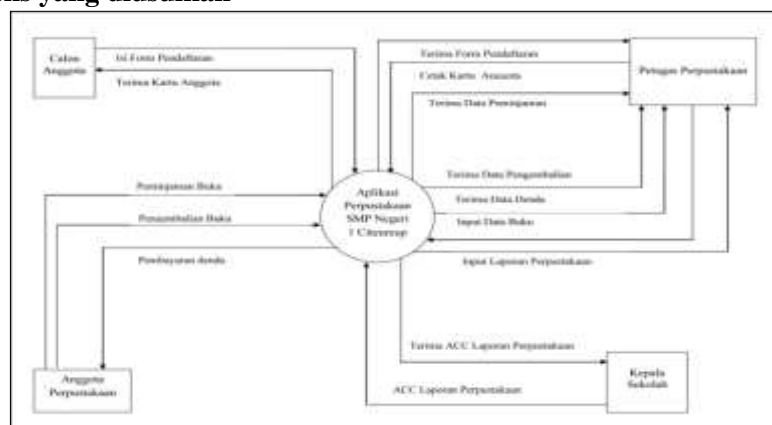 yang diusulkan
Calon
Anggota
Isi Form Pendaftaran
Terima Kartu Anggota
Terima Form Pendaftaran
Cetak Kartu Anggota
Terima Data Peminjaman
Petugas Perpustakaan
Terima Data Pengembalian
Terima Data Denda
Input Data Buku
Input Laporan Perpustakaan
Peminjaman Buku
Pengembalian Buku
Pembayaran denda
Aplikasi
Perpustakaan
SMP Negeri
1 Citeureup
Terima ACC Laporan Perpustakaan
ACC Laporan Perpustakaan
Anggota
Perpustakaan
Kepala
Sekolah